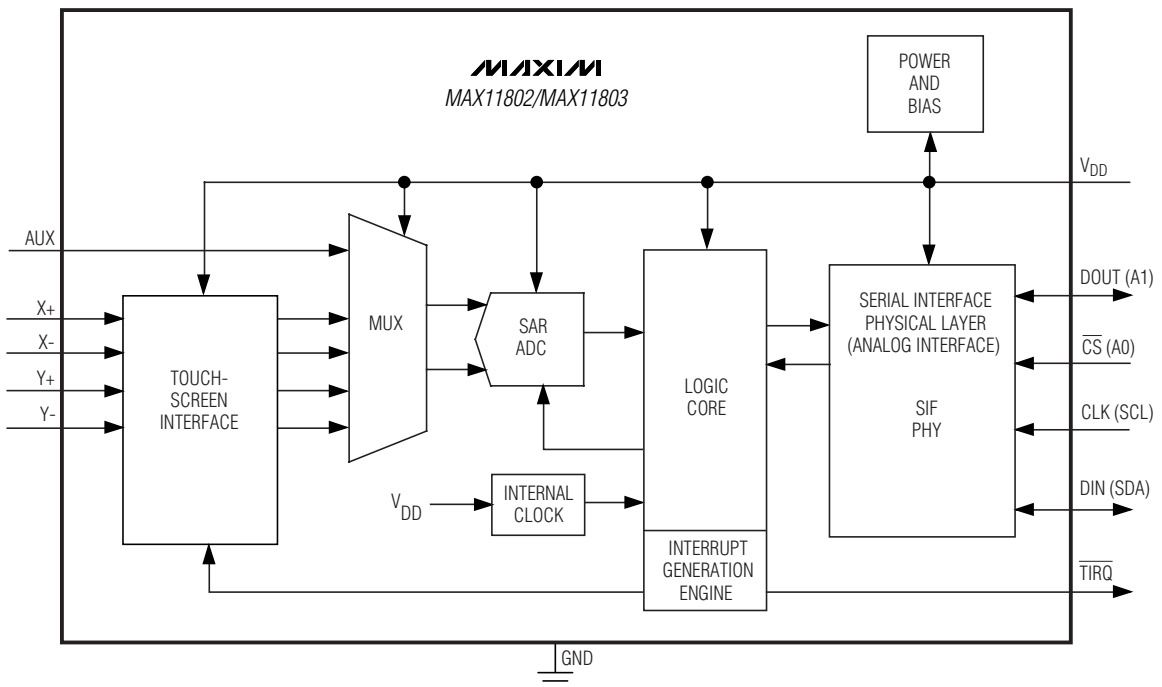 MAXIM
MAX11802/MAX11803
POWER
AND
BIAS
VDD
AUX
X+
X-
Y+
Y-
TOUCH-
SCREEN
INTERFACE
MUX
SAR
ADC
VDD
INTERNAL
CLOCK
LOGIC
CORE
INTERRUPT
GENERATION
ENGINE
SERIAL INTERFACE
PHYSICAL LAYER
(ANALOG INTERFACE)
SIF
PHY
DOUT (A1)
CS (A0)
CLK (SCL)
DIN (SDA)
TIRQ
GND